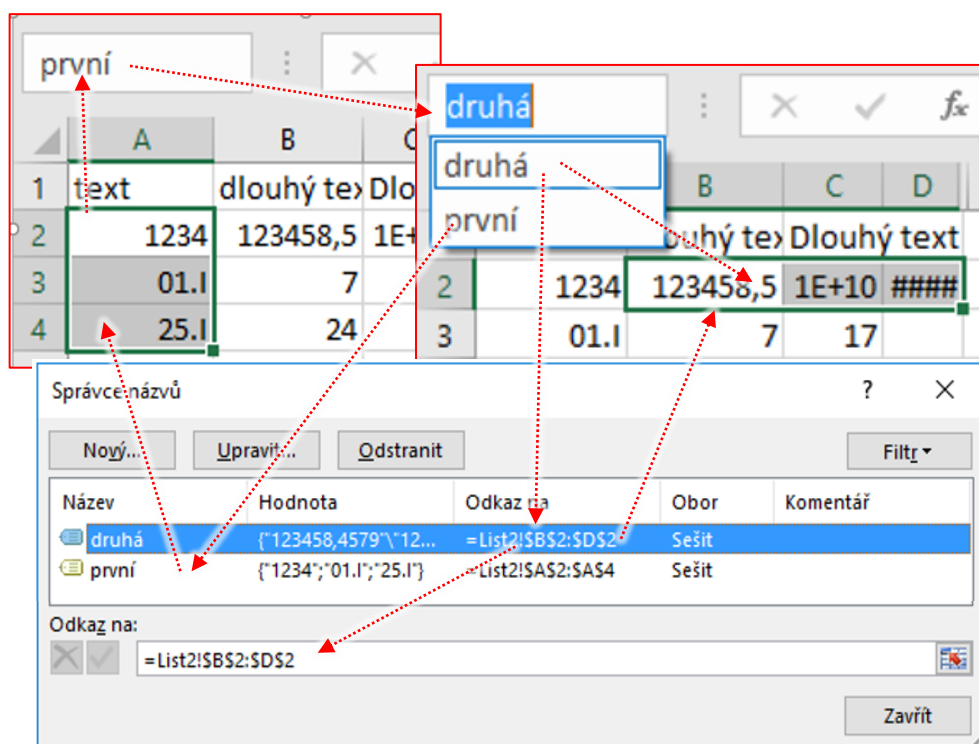 první
A B
1 text dlouhý tex Dlo
2 1234 123458,5 1E+
3 01.I 7
4 25.I 24
druhá
fx
druhá
první
B C D
ouhý tex Dlouhý text
2 1234 123458,5 1E+10 ####
3 01.I 7 17
Správce názvů ?
Nový... Upravit... Odstranit Filtr
Název Hodnota Odkaz na Obor Komentář
druhá {"123458,4579"\"12... =List2!$B$2:$D$2 Sešit
první {"1234";"01.I";"25.I"} =List2!$A$2:$A$4 Sešit
Odkaz na:
=List2!$B$2:$D$2
Zavřít